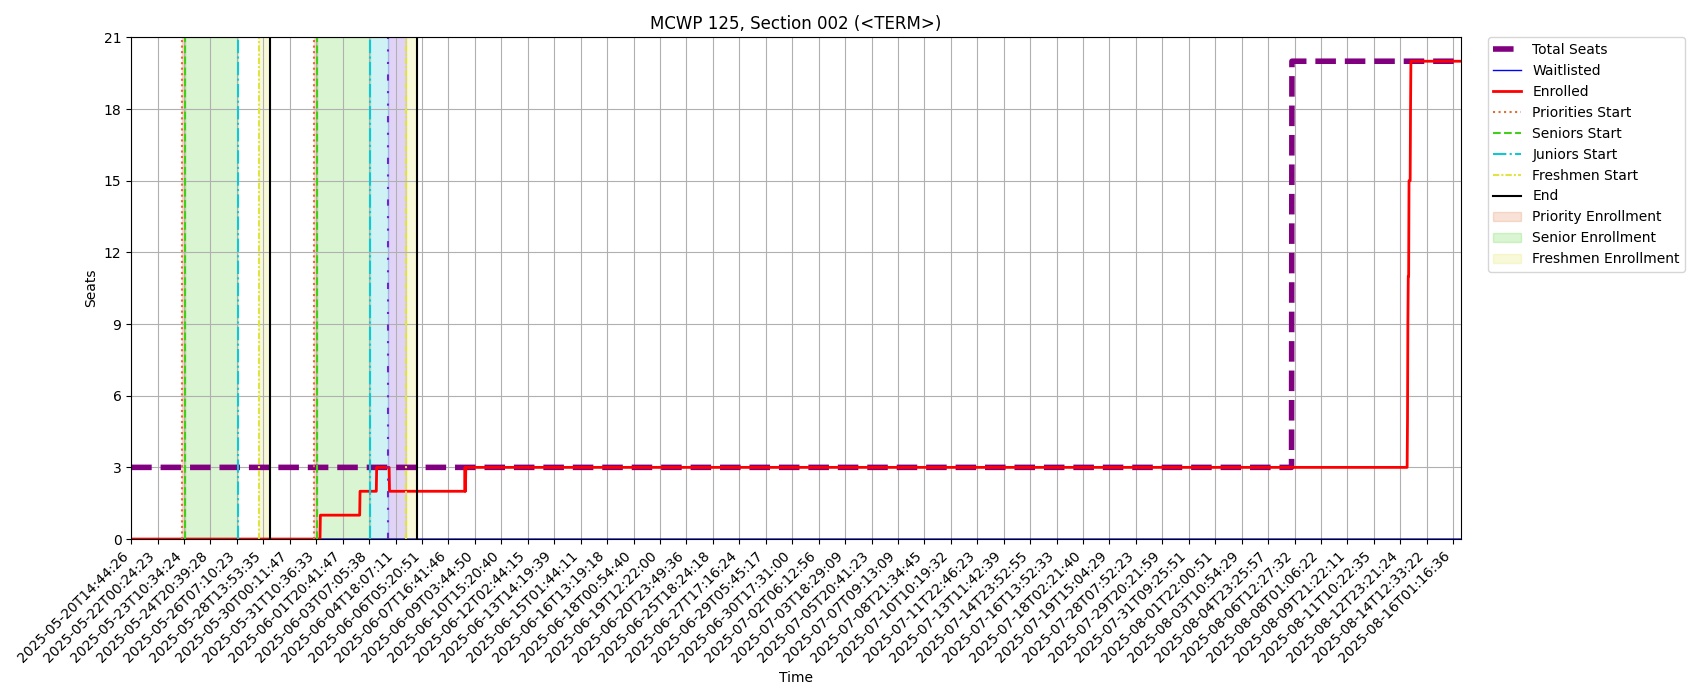 MCWP 125, Section 002 (<TERM>)
21
18
15
12
9
6
3
0
Seats
2025-05-20T14:44:26
2025-05-22T00:24:23
2025-05-23T10:34:24
2025-05-24T20:39:28
2025-05-26T07:10:23
2025-05-28T13:53:35
2025-05-30T00:11:47
2025-05-31T10:36:33
2025-06-01T20:41:47
2025-06-03T07:05:38
2025-06-04T18:07:11
2025-06-06T05:20:51
2025-06-07T16:41:46
2025-06-09T03:44:50
2025-06-10T15:20:40
2025-06-12T02:44:15
2025-06-13T14:19:39
2025-06-15T01:44:11
2025-06-16T13:19:18
2025-06-18T00:54:40
2025-06-19T12:22:00
2025-06-20T23:49:36
2025-06-25T18:24:18
2025-06-27T17:16:24
2025-06-29T05:45:17
2025-06-30T17:31:00
2025-07-02T06:12:56
2025-07-03T18:29:09
2025-07-05T20:41:23
2025-07-07T09:13:09
2025-07-08T21:34:45
2025-07-10T10:19:32
2025-07-11T22:46:23
2025-07-13T11:42:39
2025-07-14T23:52:55
2025-07-16T13:52:33
2025-07-18T02:21:40
2025-07-19T15:04:29
2025-07-28T07:52:23
2025-07-29T20:21:59
2025-07-31T09:25:51
2025-08-01T22:00:51
2025-08-03T10:54:29
2025-08-04T23:25:57
2025-08-06T12:27:32
2025-08-08T01:06:22
2025-08-09T21:22:11
2025-08-11T10:22:35
2025-08-12T23:21:24
2025-08-14T12:33:22
2025-08-16T01:16:36
Time
Total Seats
Waitlisted
Enrolled
Priorities Start
Seniors Start
Juniors Start
Freshmen Start
End
Priority Enrollment
Senior Enrollment
Freshmen Enrollment